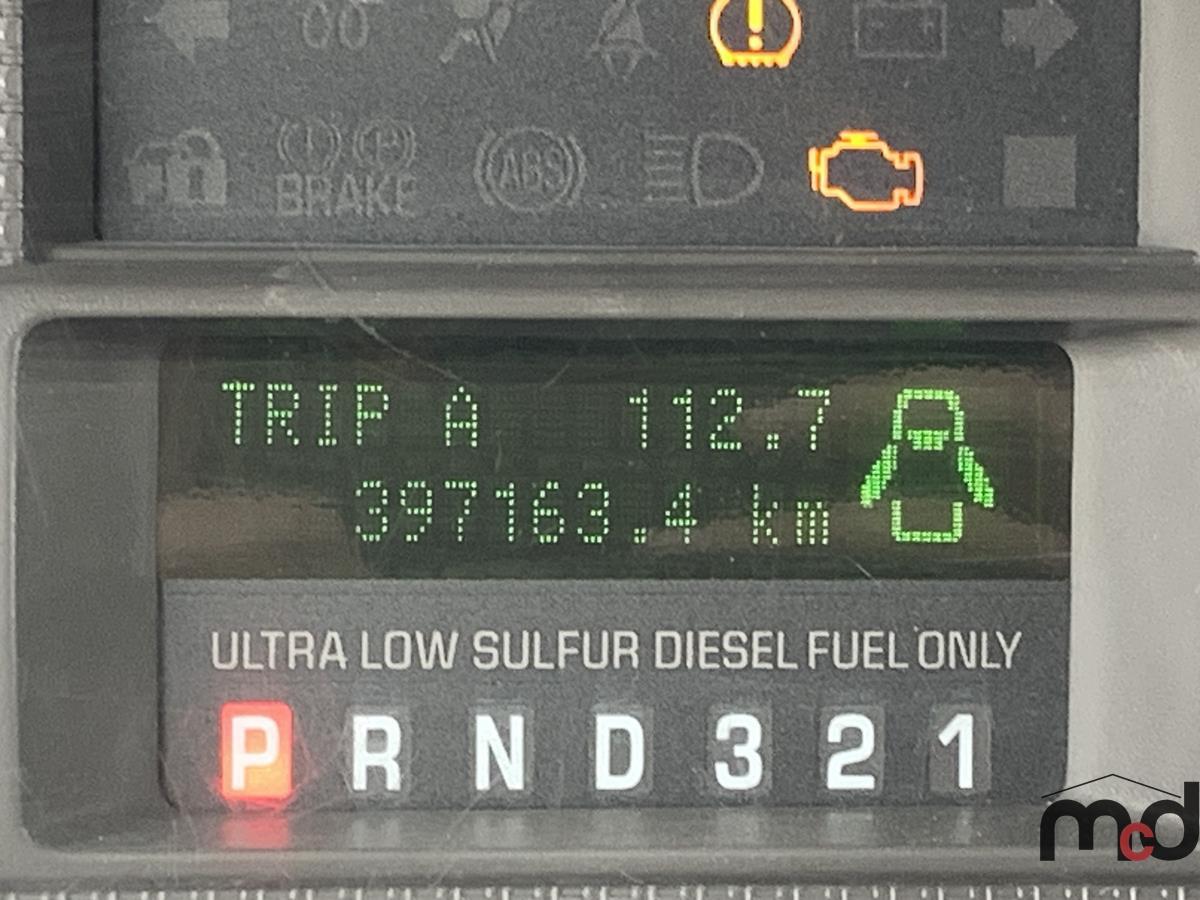 BRAKE
ABS
TRIP A 112.7
397163.4 km
ULTRA LOW SULFUR DIESEL FUEL ONLY
P R N D 3 2 1
mcd